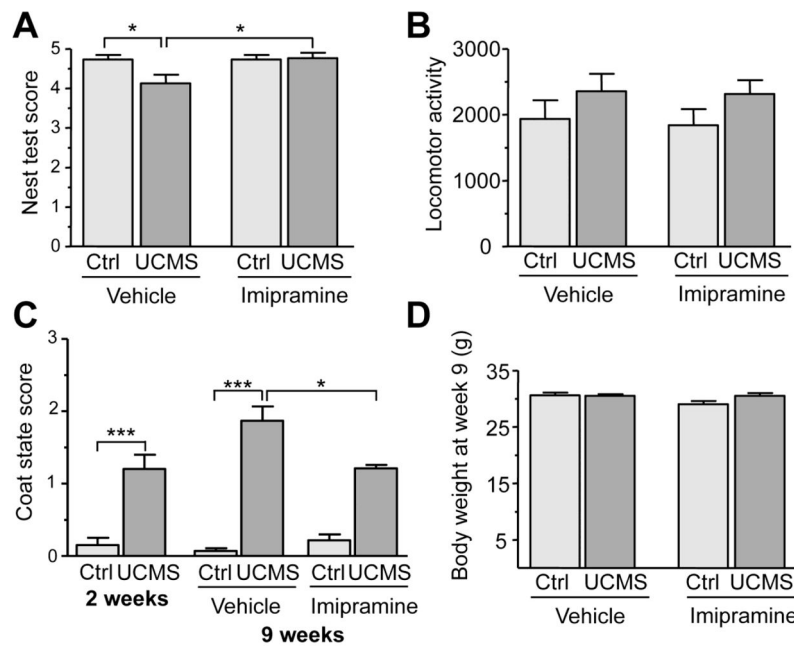 A
* *
5
4
3
2
1
0
Nest test score
Ctrl UCMS Ctrl UCMS
Vehicle Imipramine
B
3000
2000
1000
0
Locomotor activity
Ctrl UCMS Ctrl UCMS
Vehicle Imipramine
C
3
2
1
0
Coat state score
*** *** *
Ctrl UCMS Ctrl UCMS Ctrl UCMS
2 weeks Vehicle Imipramine
9 weeks
D
35
25
15
5
Body weight at week 9 (g)
Ctrl UCMS Ctrl UCMS
Vehicle Imipramine